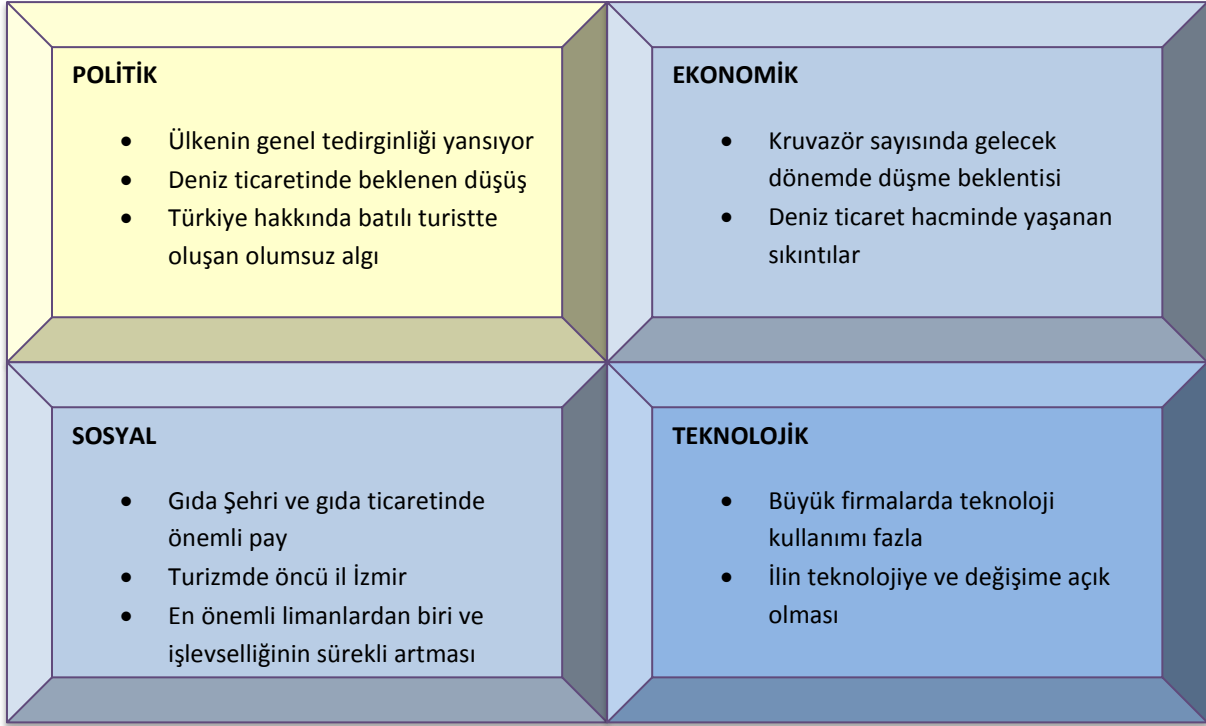 POLİTİK
• Ülkenin genel tedirginliği yansıyor
• Deniz ticaretinde beklenen düşüş
• Türkiye hakkında batılı turistte
oluşan olumsuz algı
EKONOMİK
• Kruvazör sayısında gelecek
dönemde düşme beklentisi
• Deniz ticaret hacminde yaşanan
sıkıntılar
SOSYAL
• Gıda Şehri ve gıda ticaretinde
önemli pay
• Turizmde öncü il İzmir
• En önemli limanlardan biri ve
işlevselliğinin sürekli artması
TEKNOLOJİK
• Büyük firmalarda teknoloji
kullanımı fazla
• İlin teknolojiye ve değişime açık
olması